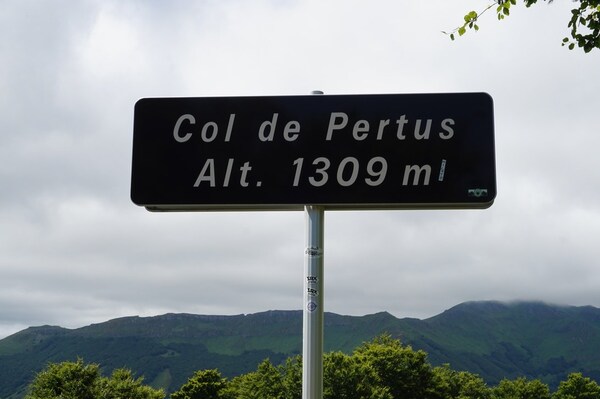 Col de Pertus
Alt. 1309 m